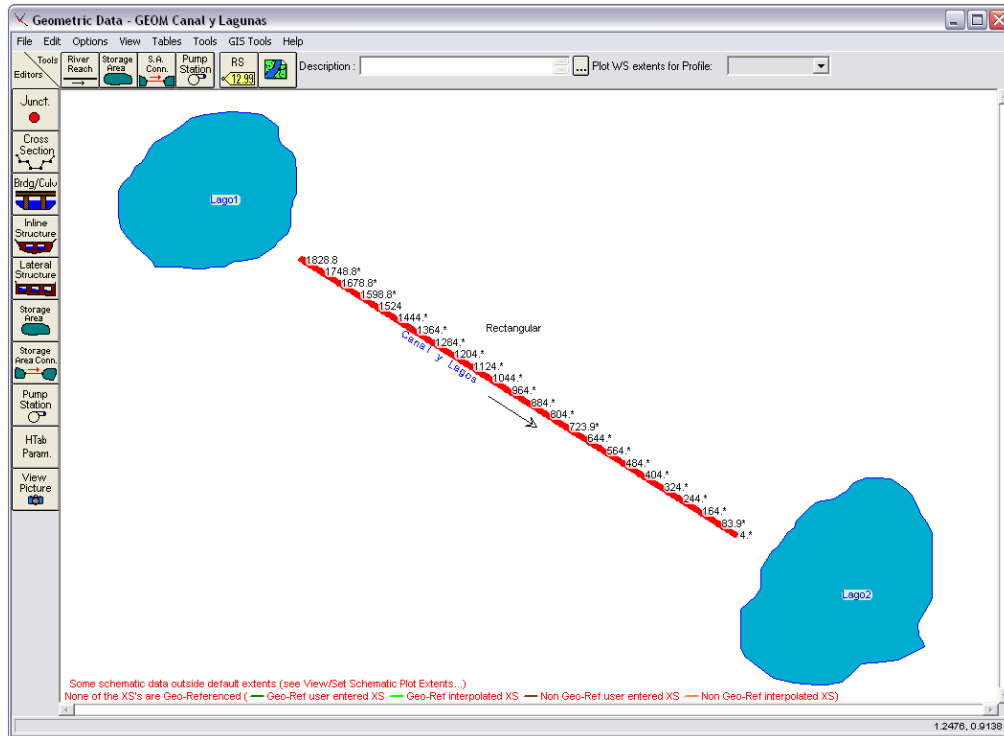 Geometric Data - GEOM Canal y Lagunas
File Edit Options View Tables Tools GIS Tools Help
Tools
Editors
River
Reach
Storage
Area
S.A.
Conn.
Pump
Station
RS
12.99
Description :
...
Plot WS extents for Profile:
Junct.
Cross
Section
Brdg/Culv
Inline
Structure
Lateral
Structure
Storage
Area
Storage
Area Conn.
Pump
Station
HTab
Param.
View
Picture
Lago1
1828.8
1748.8*
1678.8*
1598.8*
1524
1444.*
1364.*
1284.*
1204.*
1124.*
1044.*
964.*
884.*
804.*
723.9*
644.*
564.*
484.*
404.*
324.*
244.*
164.*
83.9*
4.*
Rectangular
Canal y Lagos
Lago2
Some schematic data outside default extents (see View/Set Schematic Plot Extents...)
None of the XS's are Geo-Referenced ( Geo-Ref user entered XS Geo-Ref interpolated XS Non Geo-Ref user entered XS Non Geo-Ref interpolated XS)
1.2476, 0.9138